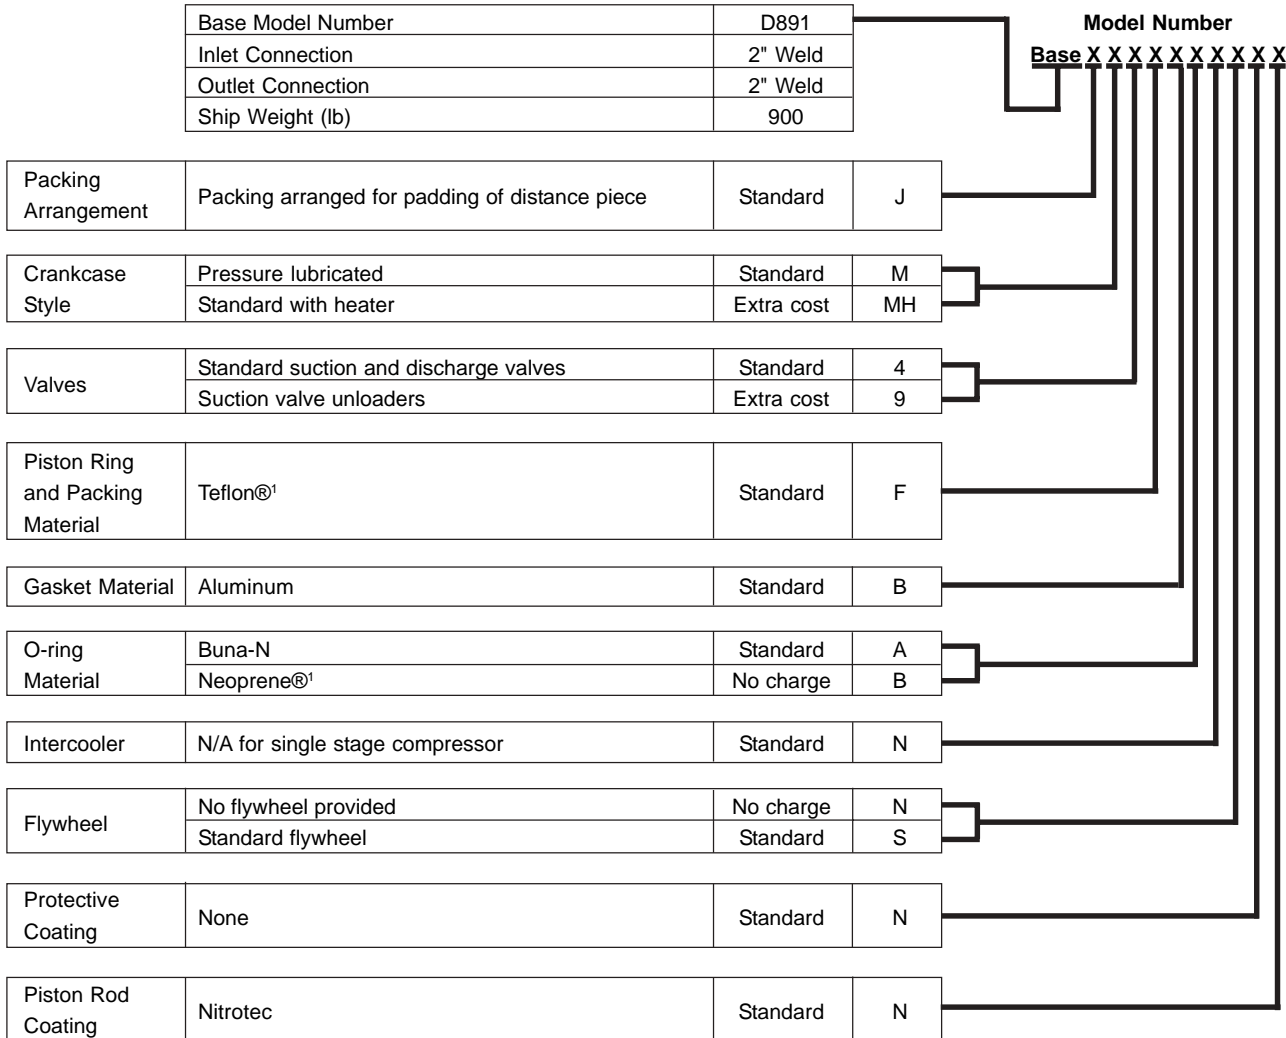 Base Model Number D891
Inlet Connection 2" Weld
Outlet Connection 2" Weld
Ship Weight (lb) 900
Model Number
Base X X X X X X X X X X
Packing
Arrangement
Packing arranged for padding of distance piece Standard J
Crankcase
Style
Pressure lubricated Standard M
Standard with heater Extra cost MH
Valves
Standard suction and discharge valves Standard 4
Suction valve unloaders Extra cost 9
Piston Ring
and Packing
Material
Teflon®¹ Standard F
Gasket Material Aluminum Standard B
O-ring
Material
Buna-N Standard A
Neoprene®¹ No charge B
Intercooler N/A for single stage compressor Standard N
Flywheel
No flywheel provided No charge N
Standard flywheel Standard S
Protective
Coating
None Standard N
Piston Rod
Coating
Nitrotec Standard N